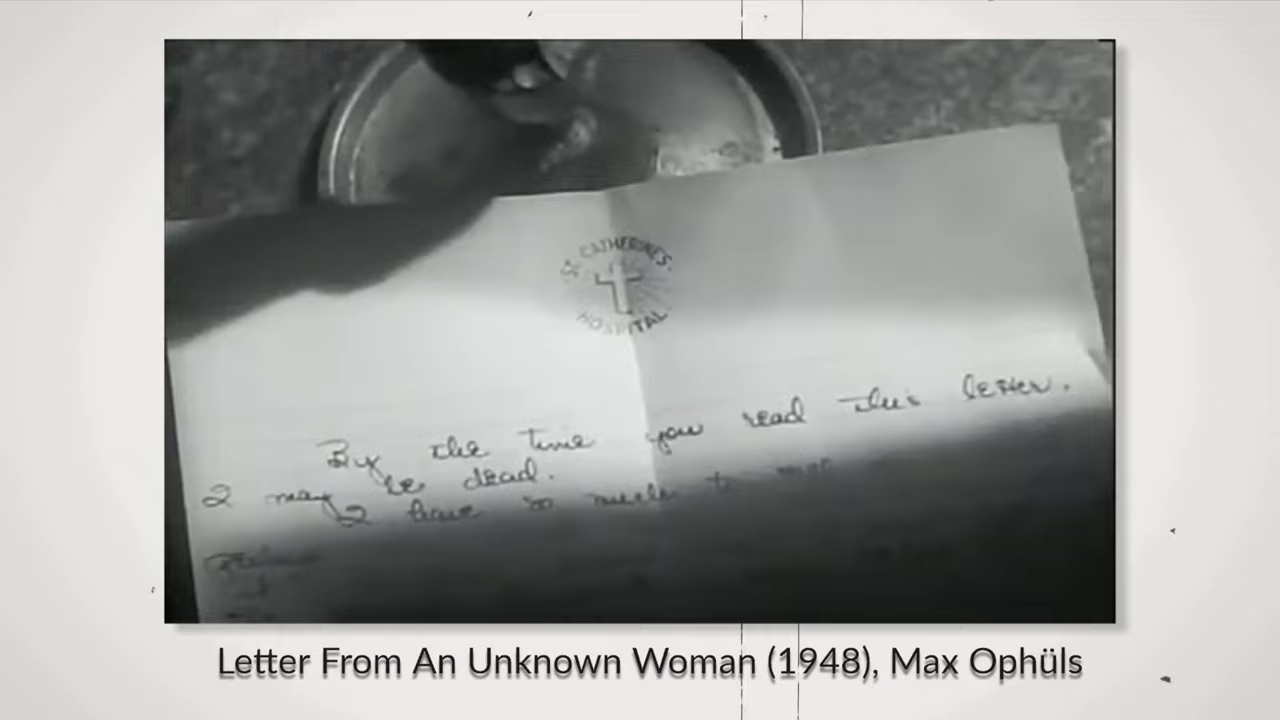 ST. CATHERINE'S
HOSPITAL
By the time you read this letter,
I may be dead.
I have so much to
Letter From An Unknown Woman (1948), Max Ophüls